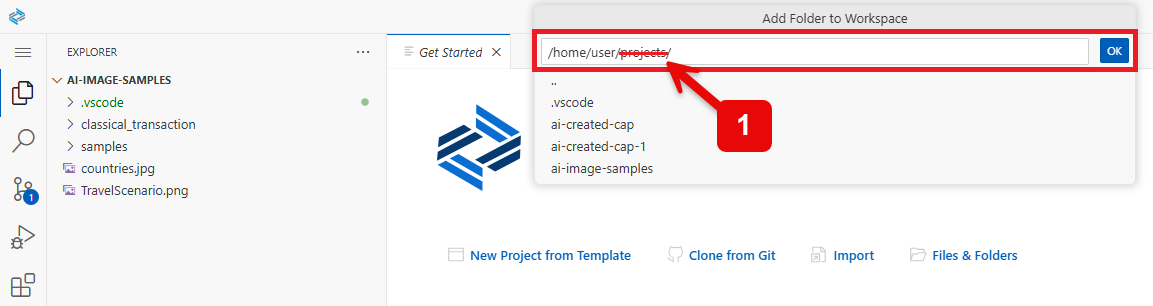 Add Folder to Workspace
EXPLORER
Get Started
/home/user/projects/
OK
AI-IMAGE-SAMPLES
.vscode
classical_transaction
samples
countries.jpg
TravelScenario.png
1
..
.vscode
ai-created-cap
ai-created-cap-1
ai-image-samples
1
New Project from Template
Clone from Git
Import
Files & Folders